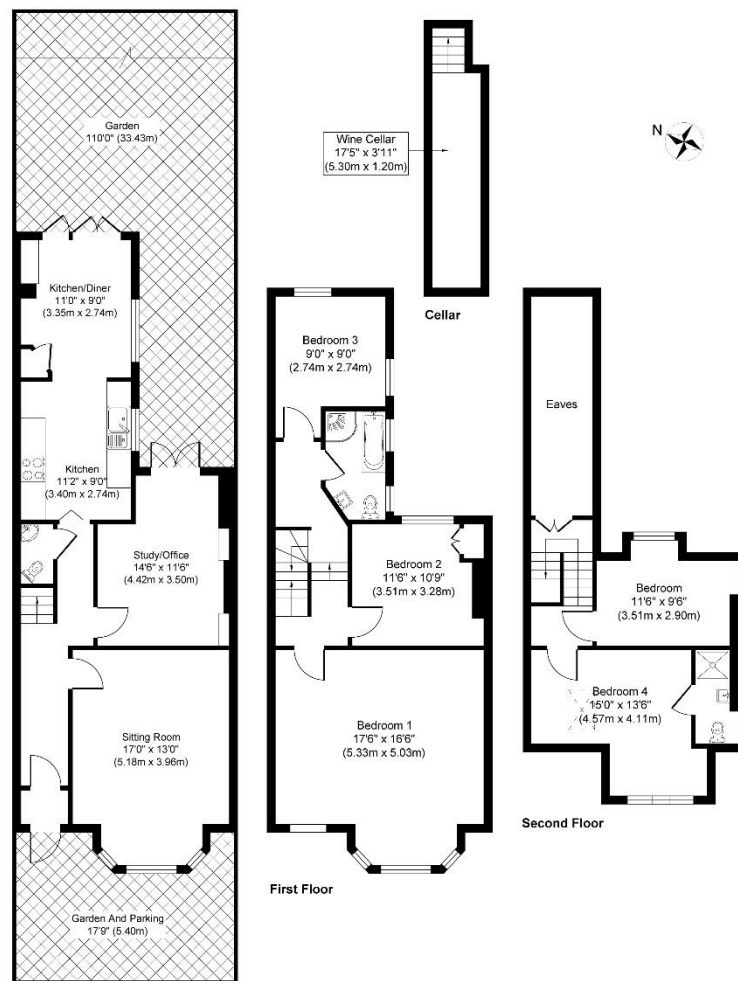 Garden
110'0" (33.43m)
Kitchen/Diner
11'0" x 9'0"
(3.35m x 2.74m)
Kitchen
11'2" x 9'0"
(3.40m x 2.74m)
Study/Office
14'6" x 11'6"
(4.42m x 3.50m)
Sitting Room
17'0" x 13'0"
(5.18m x 3.96m)
Garden And Parking
17'9" (5.40m)
Wine Cellar
17'5" x 3'11"
(5.30m x 1.20m)
Cellar
N
Bedroom 3
9'0" x 9'0"
(2.74m x 2.74m)
Bedroom 2
11'6" x 10'9"
(3.51m x 3.28m)
Bedroom 1
17'6" x 16'6"
(5.33m x 5.03m)
First Floor
Eaves
Bedroom
11'6" x 9'6"
(3.51m x 2.90m)
Bedroom 4
15'0" x 13'6"
(4.57m x 4.11m)
Second Floor